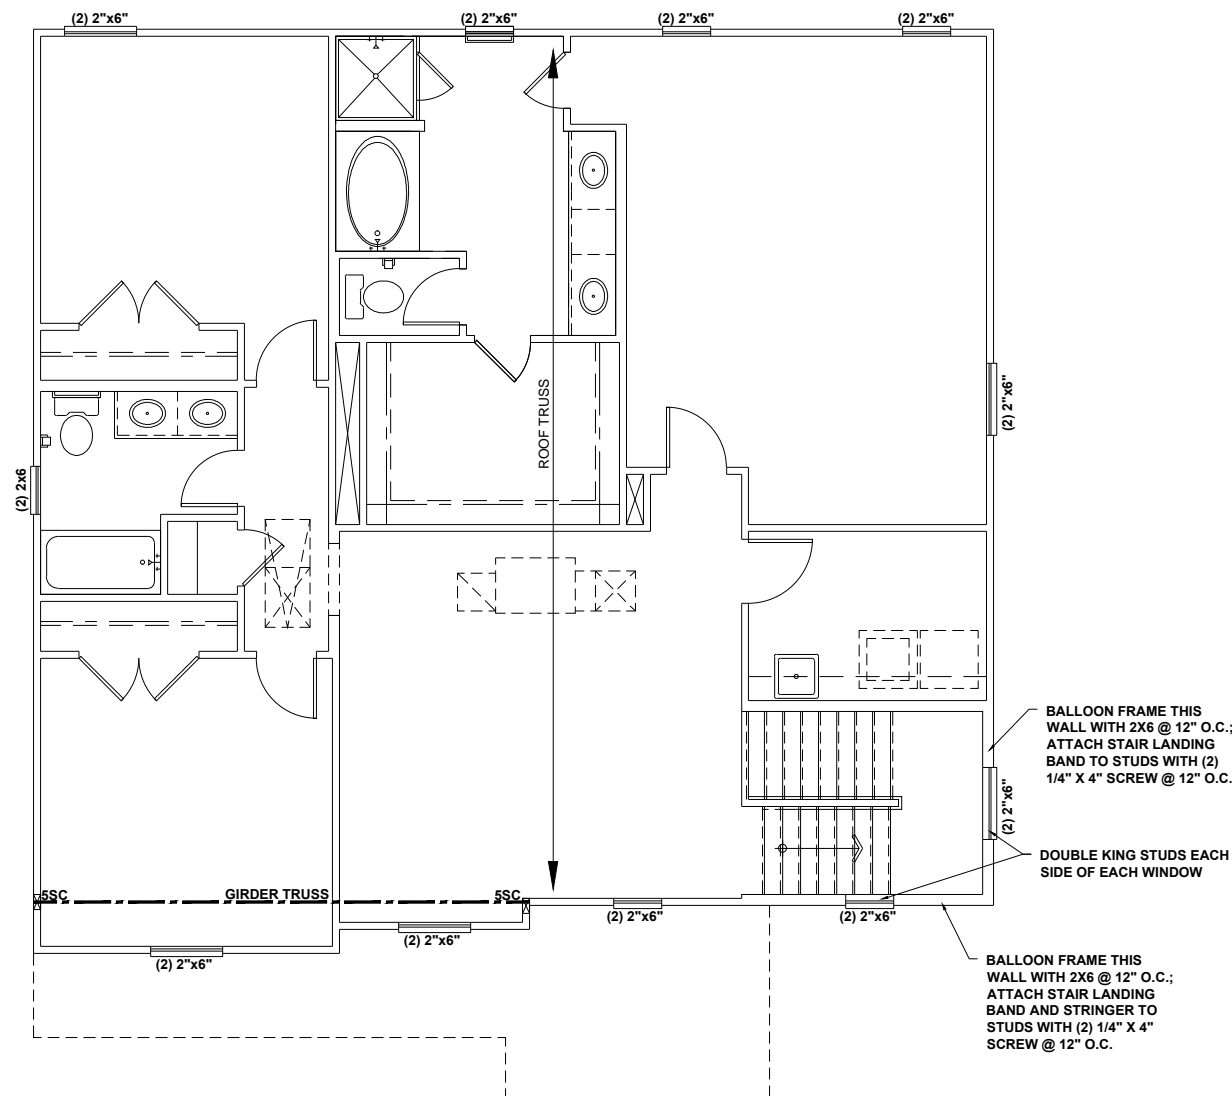 (2) 2"x6"
(2) 2"x6"
(2) 2"x6"
(2) 2"x6"
ROOF TRUSS
(2) 2"x6"
(2) 2x6
BALLOON FRAME THIS
WALL WITH 2X6 @ 12" O.C.;
ATTACH STAIR LANDING
BAND TO STUDS WITH (2)
1/4" X 4" SCREW @ 12" O.C.
(2) 2"x6"
DOUBLE KING STUDS EACH
SIDE OF EACH WINDOW
5SC
GIRDER TRUSS
5SC
(2) 2"x6"
(2) 2"x6"
(2) 2"x6"
(2) 2"x6"
BALLOON FRAME THIS
WALL WITH 2X6 @ 12" O.C.;
ATTACH STAIR LANDING
BAND AND STRINGER TO
STUDS WITH (2) 1/4" X 4"
SCREW @ 12" O.C.